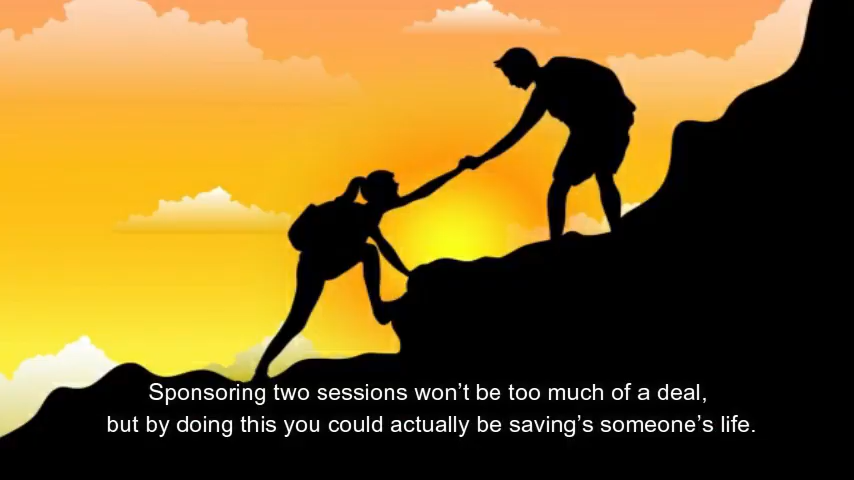 Sponsoring two sessions won’t be too much of a deal,
but by doing this you could actually be saving’s someone’s life.